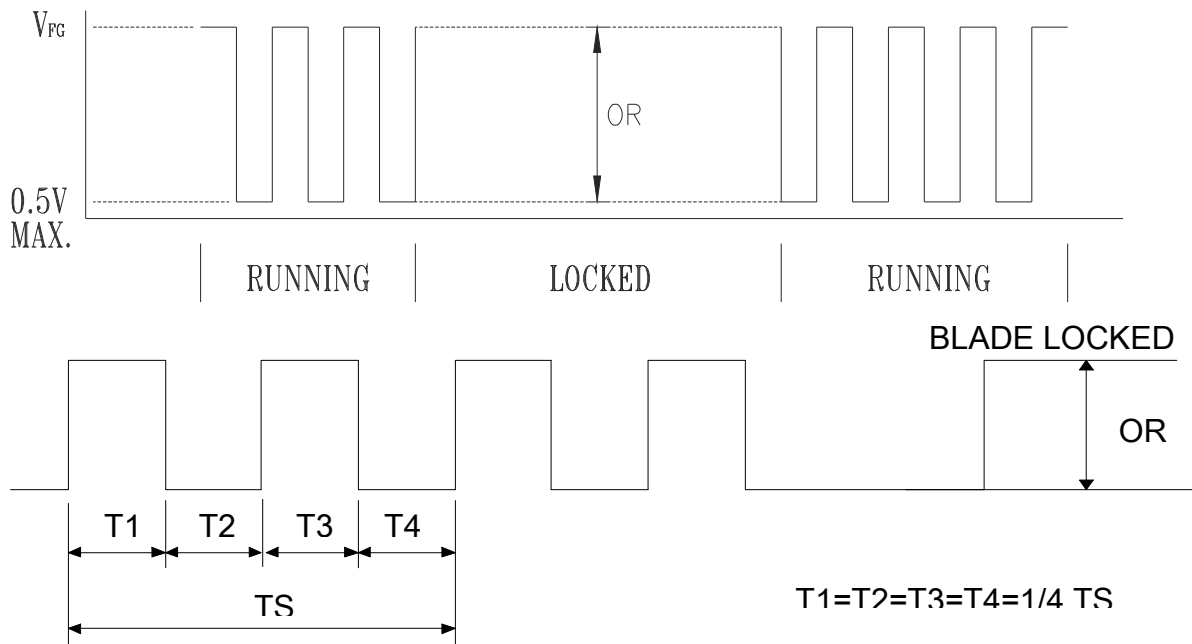 VFG
OR
0.5V
MAX.
RUNNING LOCKED RUNNING
BLADE LOCKED
OR
T1 T2 T3 T4
TS
T1=T2=T3=T4=1/4 TS